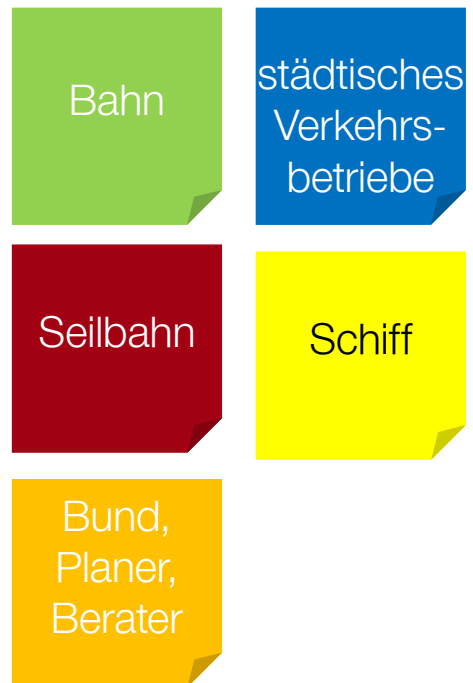 Bahn
städtisches
Verkehrs-
betriebe
Seilbahn
Schiff
Bund,
Planer,
Berater